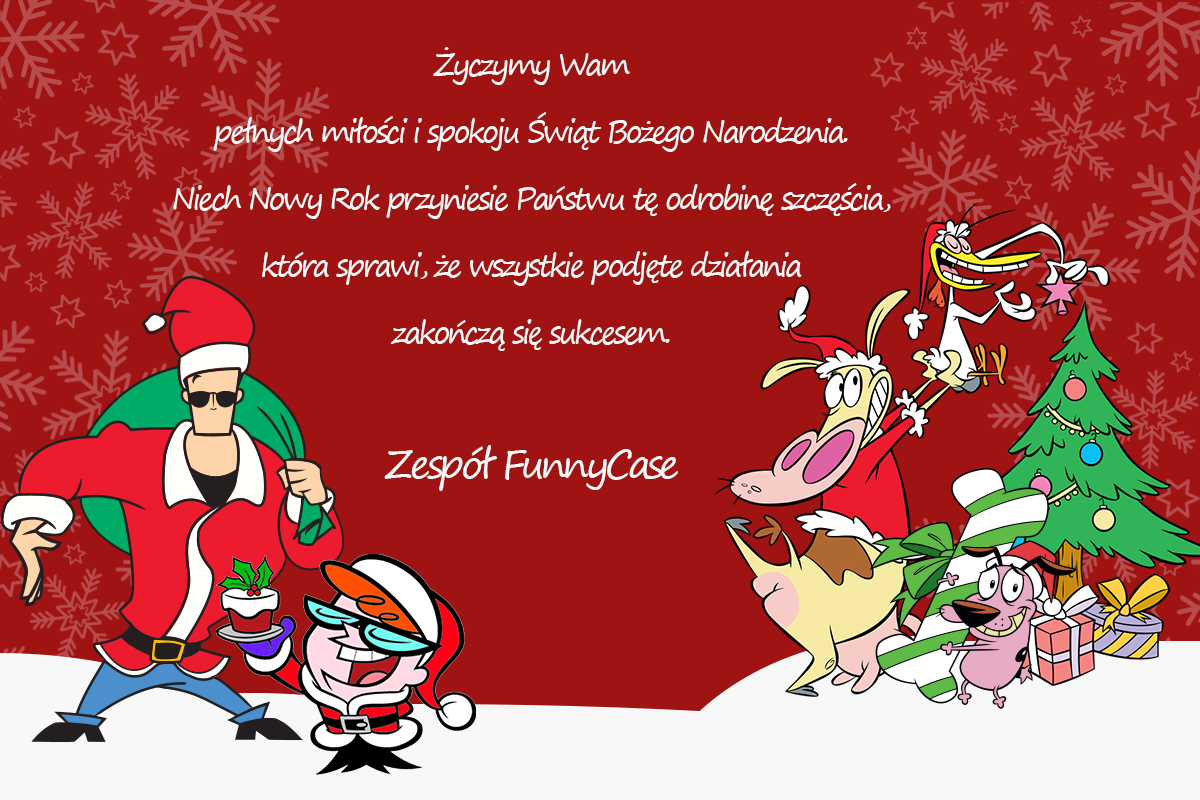 Życzymy Wam
pełnych miłości i spokoju Świąt Bożego Narodzenia.
Niech Nowy Rok przyniesie Państwu tę odrobinę szczęścia,
która sprawi, że wszystkie podjęte działania
zakończą się sukcesem.
Zespół FunnyCase